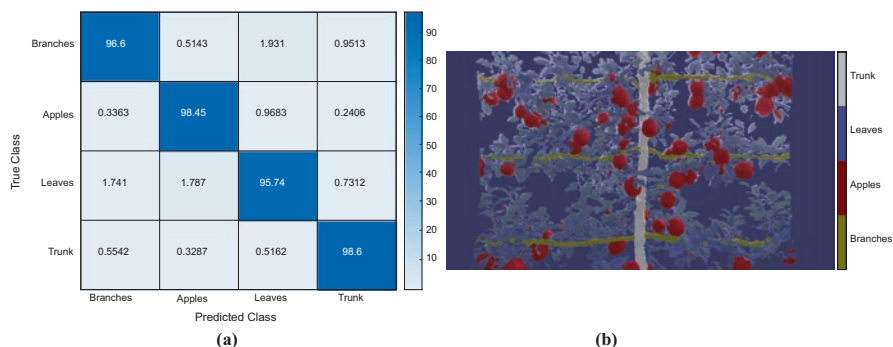 Branches 96.6 0.5143 1.931 0.9513
Apples 0.3363 98.45 0.9683 0.2406
Leaves 1.741 1.787 95.74 0.7312
Trunk 0.5542 0.3287 0.5162 98.6
Branches Apples Leaves Trunk
Predicted Class
True Class
90
80
70
60
50
40
30
20
10
(a)
Trunk
Leaves
Apples
Branches
(b)